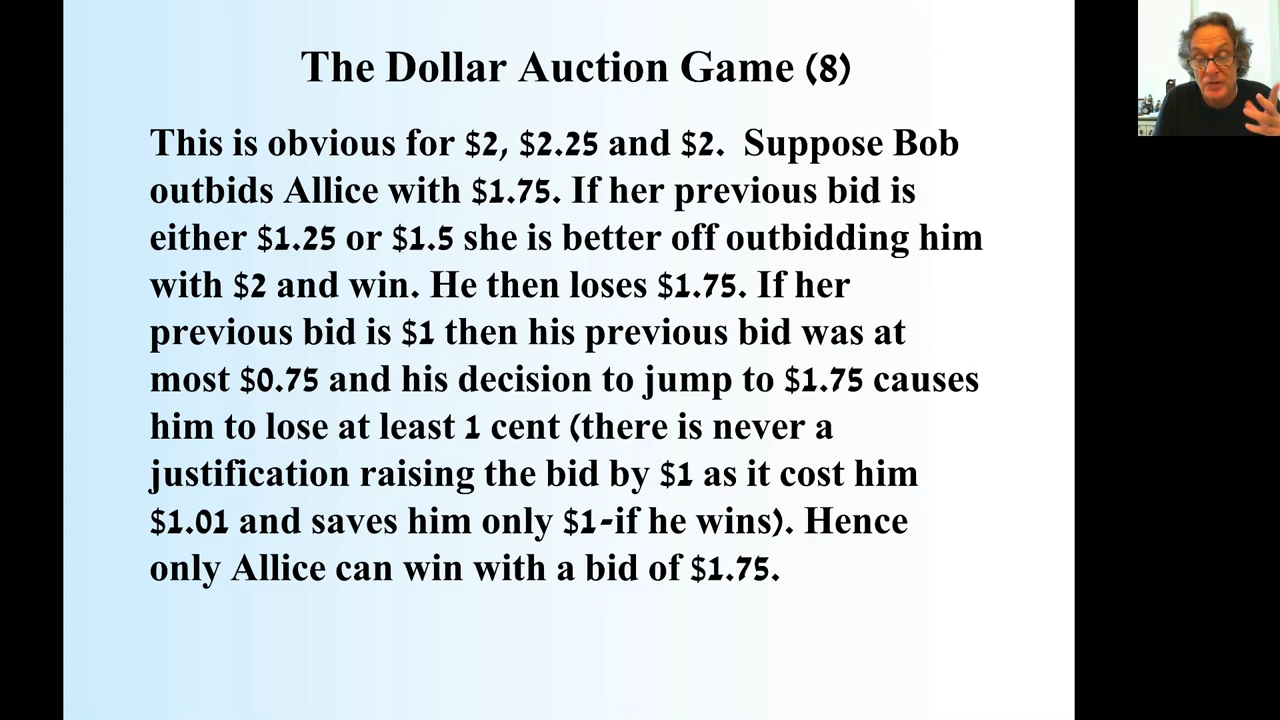 The Dollar Auction Game (8)
This is obvious for $2, $2.25 and $2.  Suppose Bob
outbids Allice with $1.75. If her previous bid is
either $1.25 or $1.5 she is better off outbidding him
with $2 and win. He then loses $1.75. If her
previous bid is $1 then his previous bid was at
most $0.75 and his decision to jump to $1.75 causes
him to lose at least 1 cent (there is never a
justification raising the bid by $1 as it cost him
$1.01 and saves him only $1-if he wins). Hence
only Allice can win with a bid of $1.75.